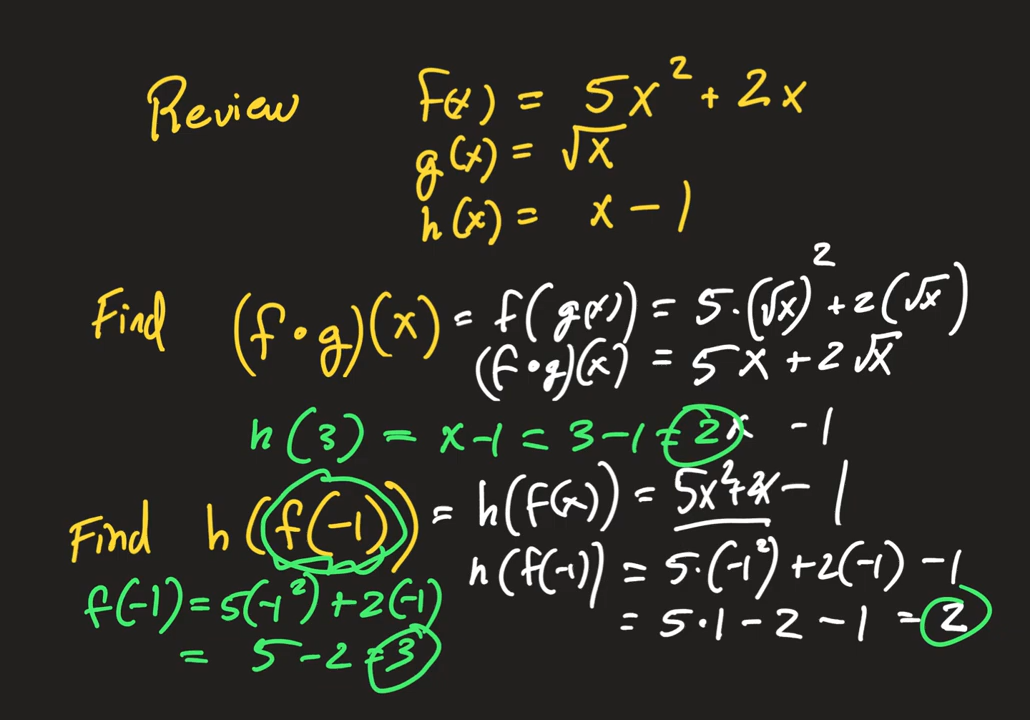 Review f(x) = 5x² + 2x
g(x) = √x
h(x) = x - 1
Find (f∘g)(x) = f(g(x)) = 5·(√x)² + 2(√x)
(f∘g)(x) = 5x + 2√x
h(3) = x-1 = 3-1 = 2 x - 1
Find h(f(-1)) = h(f(x)) = 5x²+2x - 1
h(f(-1)) = 5·(-1²) + 2(-1) - 1
f(-1) = 5(-1²) + 2(-1)
= 5·1 - 2 - 1 = 2
= 5 - 2 = 3